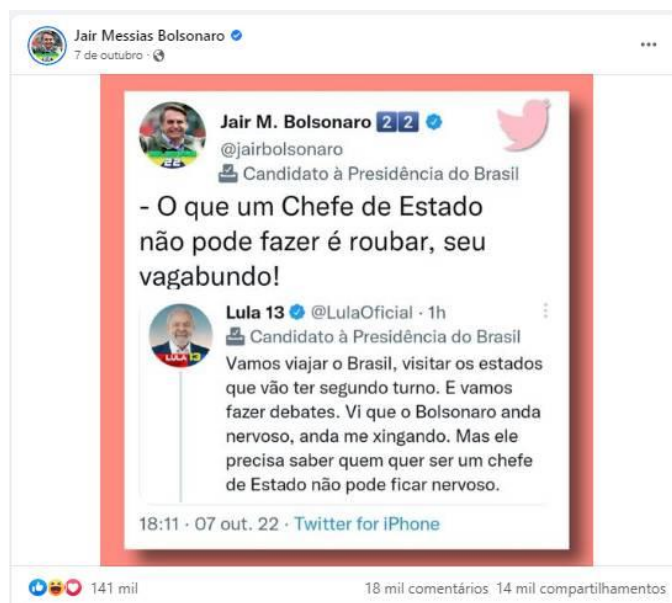 Jair Messias Bolsonaro
7 de outubro ·
Jair M. Bolsonaro 2 2
@jairbolsonaro
Candidato à Presidência do Brasil
- O que um Chefe de Estado
não pode fazer é roubar, seu
vagabundo!
Lula 13 @LulaOficial · 1h
Candidato à Presidência do Brasil
LULA 13
Vamos viajar o Brasil, visitar os estados
que vão ter segundo turno. E vamos
fazer debates. Vi que o Bolsonaro anda
nervoso, anda me xingando. Mas ele
precisa saber quem quer ser um chefe
de Estado não pode ficar nervoso.
18:11 · 07 out. 22 · Twitter for iPhone
141 mil
18 mil comentários 14 mil compartilhamentos